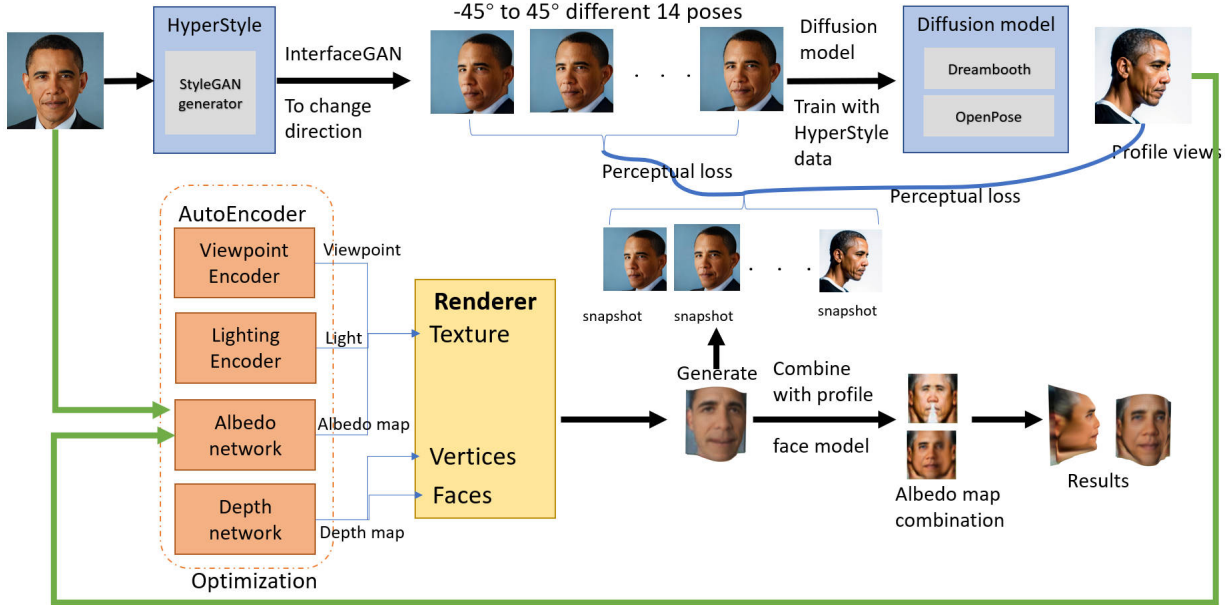 -45° to 45° different 14 poses
HyperStyle
StyleGAN
generator
InterfaceGAN
To change
direction
. . .
Diffusion
model
Train with
HyperStyle
data
Diffusion model
Dreambooth
OpenPose
Profile views
Perceptual loss
Perceptual loss
AutoEncoder
Viewpoint
Encoder
Viewpoint
Lighting
Encoder
Light
Albedo
network
Albedo map
Depth
network
Depth map
Optimization
Renderer
Texture
Vertices
Faces
. . .
snapshot
snapshot
snapshot
Generate
Combine
with profile
face model
Albedo map
combination
Results